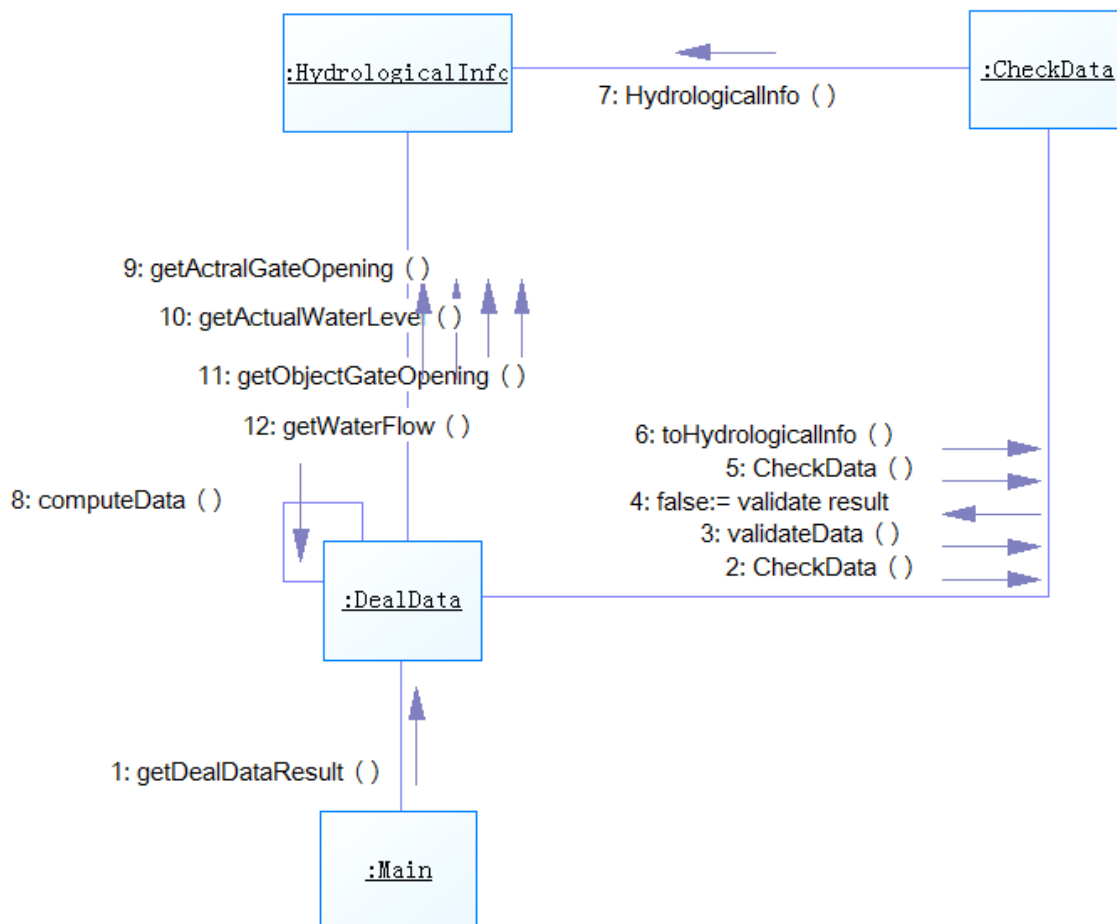 :HydrologicalInfo
:CheckData
7: HydrologicalInfo ( )
9: getActralGateOpening ( )
10: getActualWaterLevel ( )
11: getObjectGateOpening ( )
12: getWaterFlow ( )
6: toHydrologicalInfo ( )
5: CheckData ( )
8: computeData ( )
4: false:= validate result
3: validateData ( )
2: CheckData ( )
:DealData
1: getDealDataResult ( )
:Main